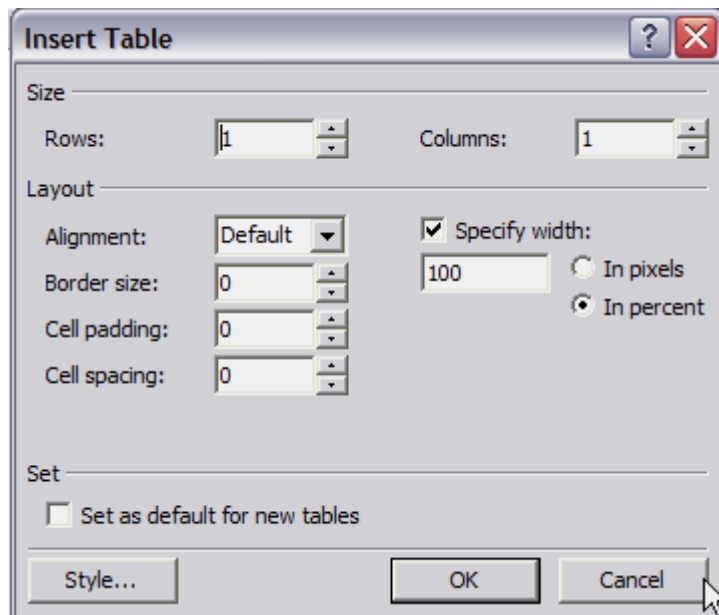 Insert Table
Size
Rows: 1 Columns: 1
Layout
Alignment: Default Specify width:
Border size: 0 100 In pixels
In percent
Cell padding: 0
Cell spacing: 0
Set
Set as default for new tables
Style... OK Cancel